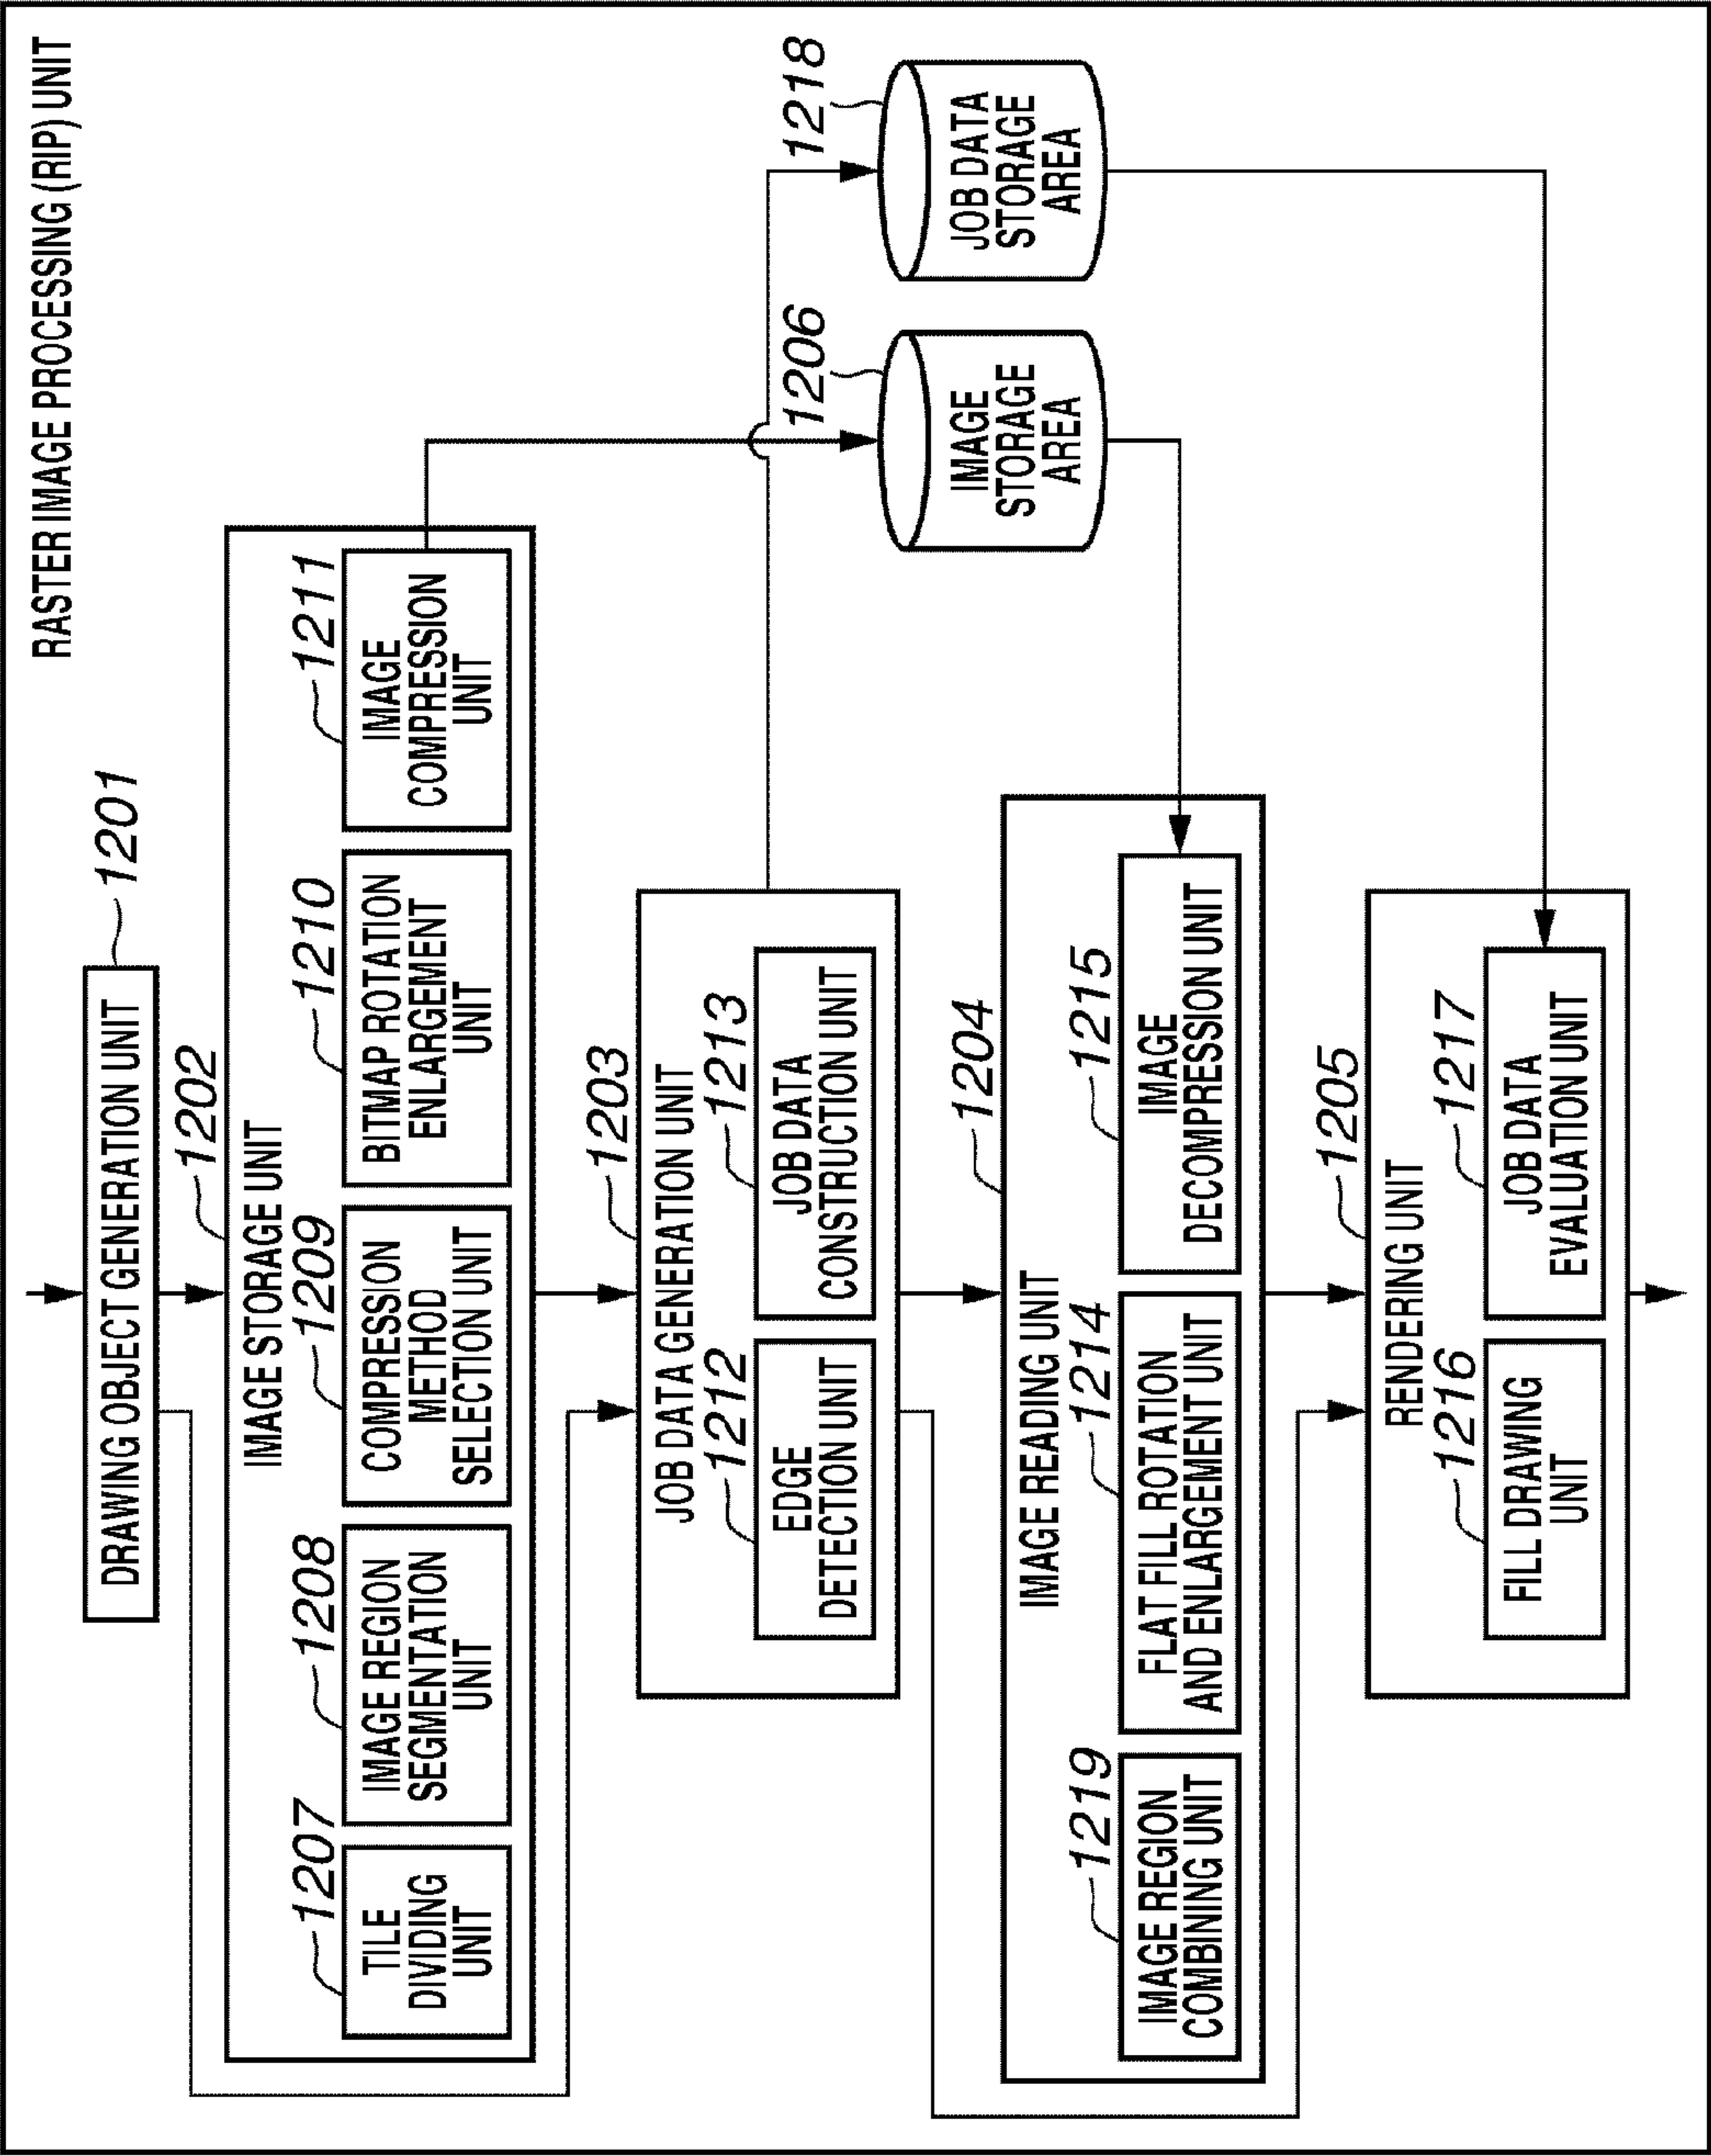 RASTER IMAGE PROCESSING (RIP) UNIT
1201
DRAWING OBJECT GENERATION UNIT
1202
IMAGE STORAGE UNIT
1207
TILE
DIVIDING
UNIT
1208
IMAGE REGION
SEGMENTATION
UNIT
1209
COMPRESSION
METHOD
SELECTION UNIT
1210
BITMAP ROTATION
ENLARGEMENT
UNIT
1211
IMAGE
COMPRESSION
UNIT
1203
JOB DATA GENERATION UNIT
1212
EDGE
DETECTION UNIT
1213
JOB DATA
CONSTRUCTION UNIT
1206
IMAGE
STORAGE
AREA
1218
JOB DATA
STORAGE
AREA
1204
IMAGE READING UNIT
1219
IMAGE REGION
COMBINING UNIT
1214
FLAT FILL ROTATION
AND ENLARGEMENT UNIT
1215
IMAGE
DECOMPRESSION UNIT
1205
RENDERING UNIT
1216
FILL DRAWING
UNIT
1217
JOB DATA
EVALUATION UNIT